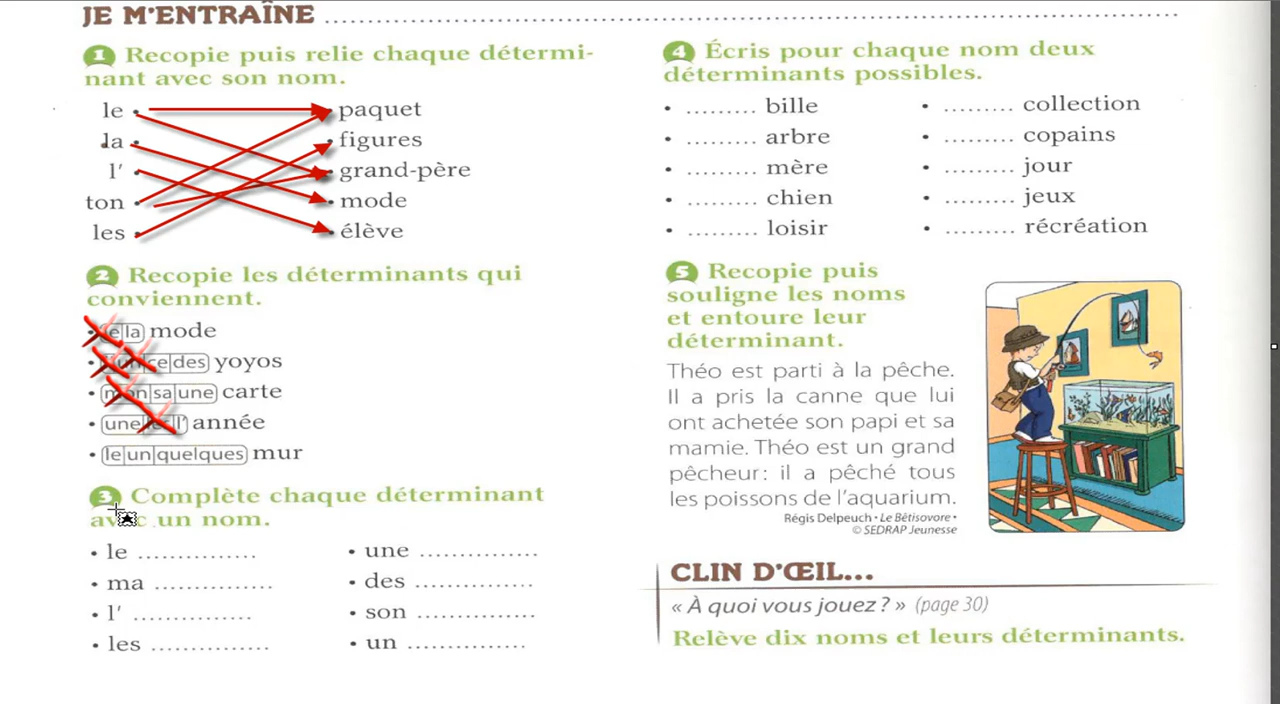 JE M'ENTRAÎNE
1 Recopie puis relie chaque détermi-
nant avec son nom.
le • • paquet
la • • figures
l' • • grand-père
ton • • mode
les • • élève
2 Recopie les déterminants qui
conviennent.
• le|la mode
• ce|des yoyos
• mon|sa|une carte
• une|l' année
• le|un|quelques mur
3 Complète chaque déterminant
avec un nom.
• le ..............
• ma ..............
• l' ..............
• les ..............
• une ..............
• des ..............
• son ..............
• un ..............
4 Écris pour chaque nom deux
déterminants possibles.
• ......... bille
• ......... arbre
• ......... mère
• ......... chien
• ......... loisir
• ......... collection
• ......... copains
• ......... jour
• ......... jeux
• ......... récréation
5 Recopie puis
souligne les noms
et entoure leur
déterminant.
Théo est parti à la pêche.
Il a pris la canne que lui
ont achetée son papi et sa
mamie. Théo est un grand
pêcheur : il a pêché tous
les poissons de l'aquarium.
Régis Delpeuch • Le Bêtisovore •
© SEDRAP Jeunesse
CLIN D'ŒIL...
« À quoi vous jouez ? » (page 30)
Relève dix noms et leurs déterminants.